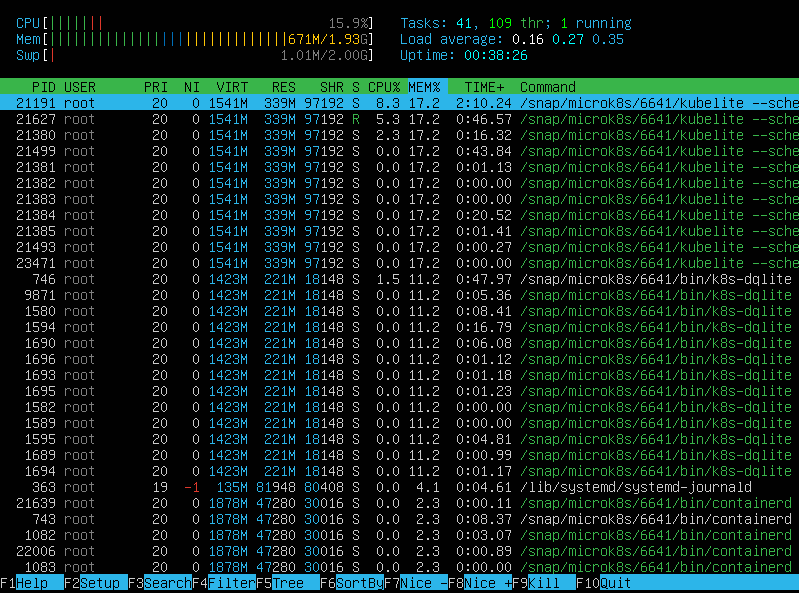 CPU[||||||| 15.9%] Tasks: 41, 109 thr; 1 running
Mem[||||||||||||||||||||||||||||||671M/1.93G] Load average: 0.16 0.27 0.35
Swp[| 1.01M/2.00G] Uptime: 00:38:26
PID USER PRI NI VIRT RES SHR S CPU% MEM% TIME+ Command
21191 root 20 0 1541M 339M 97192 S 8.3 17.2 2:10.24 /snap/microk8s/6641/kubelite --sche
21627 root 20 0 1541M 339M 97192 R 5.3 17.2 0:46.57 /snap/microk8s/6641/kubelite --sche
21380 root 20 0 1541M 339M 97192 S 2.3 17.2 0:16.32 /snap/microk8s/6641/kubelite --sche
21499 root 20 0 1541M 339M 97192 S 0.0 17.2 0:43.84 /snap/microk8s/6641/kubelite --sche
21381 root 20 0 1541M 339M 97192 S 0.0 17.2 0:01.13 /snap/microk8s/6641/kubelite --sche
21382 root 20 0 1541M 339M 97192 S 0.0 17.2 0:00.00 /snap/microk8s/6641/kubelite --sche
21383 root 20 0 1541M 339M 97192 S 0.0 17.2 0:00.00 /snap/microk8s/6641/kubelite --sche
21384 root 20 0 1541M 339M 97192 S 0.0 17.2 0:20.52 /snap/microk8s/6641/kubelite --sche
21385 root 20 0 1541M 339M 97192 S 0.0 17.2 0:01.41 /snap/microk8s/6641/kubelite --sche
21493 root 20 0 1541M 339M 97192 S 0.0 17.2 0:00.27 /snap/microk8s/6641/kubelite --sche
23471 root 20 0 1541M 339M 97192 S 0.0 17.2 0:00.00 /snap/microk8s/6641/kubelite --sche
746 root 20 0 1423M 221M 18148 S 1.5 11.2 0:47.97 /snap/microk8s/6641/bin/k8s-dqlite
9871 root 20 0 1423M 221M 18148 S 0.0 11.2 0:05.36 /snap/microk8s/6641/bin/k8s-dqlite
1580 root 20 0 1423M 221M 18148 S 0.0 11.2 0:08.41 /snap/microk8s/6641/bin/k8s-dqlite
1594 root 20 0 1423M 221M 18148 S 0.0 11.2 0:16.79 /snap/microk8s/6641/bin/k8s-dqlite
1690 root 20 0 1423M 221M 18148 S 0.0 11.2 0:06.08 /snap/microk8s/6641/bin/k8s-dqlite
1696 root 20 0 1423M 221M 18148 S 0.0 11.2 0:01.12 /snap/microk8s/6641/bin/k8s-dqlite
1693 root 20 0 1423M 221M 18148 S 0.0 11.2 0:01.18 /snap/microk8s/6641/bin/k8s-dqlite
1695 root 20 0 1423M 221M 18148 S 0.0 11.2 0:01.23 /snap/microk8s/6641/bin/k8s-dqlite
1582 root 20 0 1423M 221M 18148 S 0.0 11.2 0:00.00 /snap/microk8s/6641/bin/k8s-dqlite
1589 root 20 0 1423M 221M 18148 S 0.0 11.2 0:00.00 /snap/microk8s/6641/bin/k8s-dqlite
1595 root 20 0 1423M 221M 18148 S 0.0 11.2 0:04.81 /snap/microk8s/6641/bin/k8s-dqlite
1689 root 20 0 1423M 221M 18148 S 0.0 11.2 0:00.99 /snap/microk8s/6641/bin/k8s-dqlite
1694 root 20 0 1423M 221M 18148 S 0.0 11.2 0:01.17 /snap/microk8s/6641/bin/k8s-dqlite
363 root 19 -1 135M 81948 80408 S 0.0 4.1 0:04.61 /lib/systemd/systemd-journald
21639 root 20 0 1878M 47280 30016 S 0.0 2.3 0:00.11 /snap/microk8s/6641/bin/containerd
743 root 20 0 1878M 47280 30016 S 0.0 2.3 0:08.37 /snap/microk8s/6641/bin/containerd
1082 root 20 0 1878M 47280 30016 S 0.0 2.3 0:03.07 /snap/microk8s/6641/bin/containerd
22006 root 20 0 1878M 47280 30016 S 0.0 2.3 0:00.89 /snap/microk8s/6641/bin/containerd
1083 root 20 0 1878M 47280 30016 S 0.0 2.3 0:00.00 /snap/microk8s/6641/bin/containerd
F1Help F2Setup F3SearchF4FilterF5Tree F6SortByF7Nice -F8Nice +F9Kill F10Quit